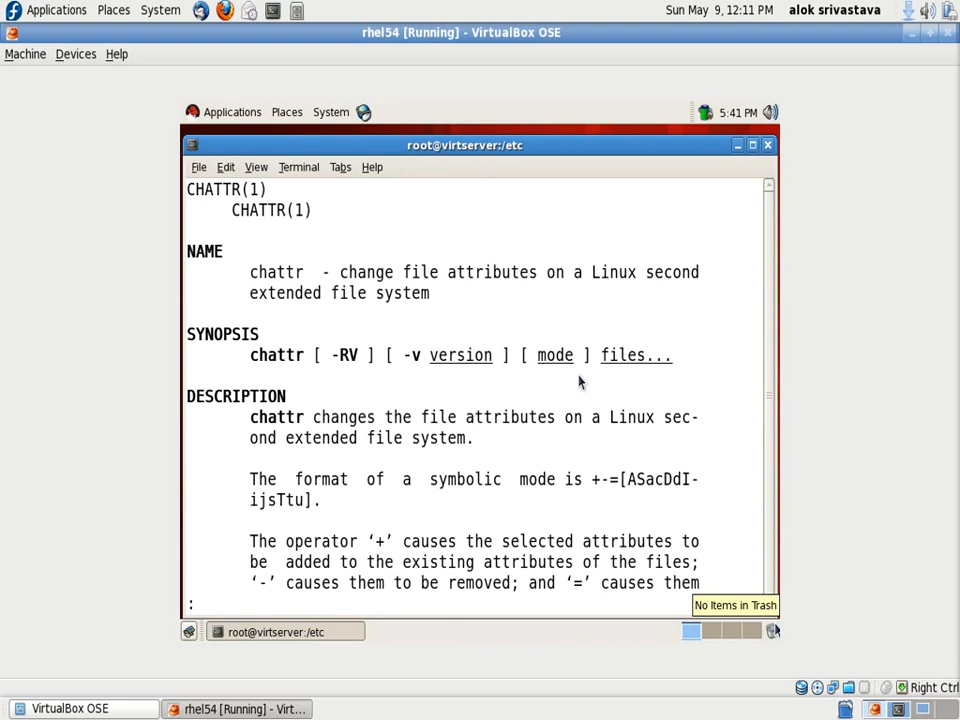 Applications Places System Sun May 9, 12:11 PM alok srivastava
rhel54 [Running] - VirtualBox OSE
Machine Devices Help
Applications Places System 5:41 PM
root@virtserver:/etc
File Edit View Terminal Tabs Help
CHATTR(1)
CHATTR(1)
NAME
chattr - change file attributes on a Linux second
extended file system
SYNOPSIS
chattr [ -RV ] [ -v version ] [ mode ] files...
DESCRIPTION
chattr changes the file attributes on a Linux sec-
ond extended file system.
The format of a symbolic mode is +-=[ASacDdI-
ijsTtu].
The operator ‘+’ causes the selected attributes to
be added to the existing attributes of the files;
‘-’ causes them to be removed; and ‘=’ causes them
:
No Items in Trash
root@virtserver:/etc
Right Ctrl
VirtualBox OSE rhel54 [Running] - Virt...